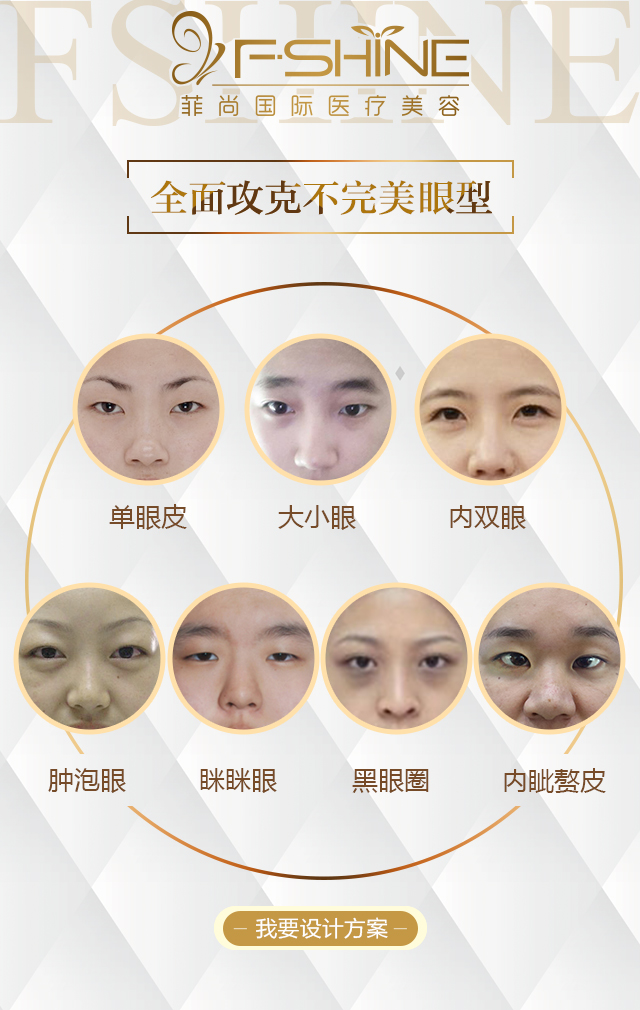 FSHINE
F·SHiNE
菲尚国际医疗美容
全面攻克不完美眼型
单眼皮
大小眼
内双眼
肿泡眼
眯眯眼
黑眼圈
内眦赘皮
我要设计方案